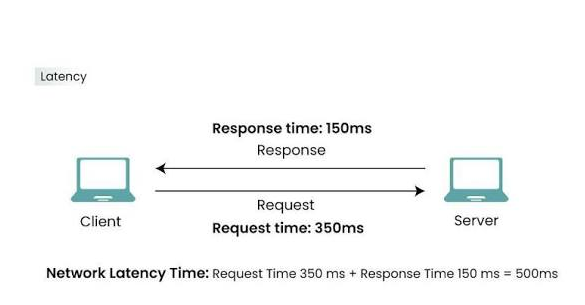 Latency
Response time: 150ms
Response
Request
Request time: 350ms
Client
Server
Network Latency Time: Request Time 350 ms + Response Time 150 ms = 500ms